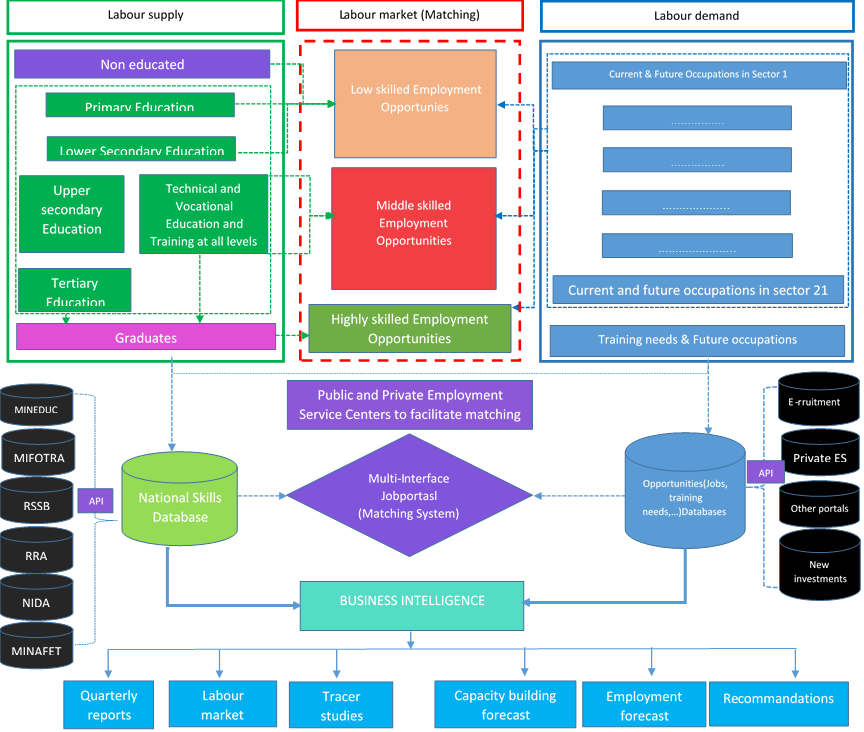 Labour supply
Labour market (Matching)
Labour demand
Non educated
Primary Education
Lower Secondary Education
Upper
secondary
Education
Technical and
Vocational
Education and
Training at all levels
Tertiary
Education
Graduates
Low skilled Employment
Opportunies
Middle skilled
Employment
Opportunities
Highly skilled Employment
Opportunities
Current & Future Occupations in Sector 1
................
................
................
......................
Current and future occupations in sector 21
Training needs & Future occupations
Public and Private Employment
Service Centers to facilitate matching
MINEDUC
MIFOTRA
RSSB
RRA
NIDA
MINAFET
API
National Skills
Database
Multi-Interface
Jobportasl
(Matching System)
Opportunities(Jobs,
training
needs,...)Databases
API
E-rruitment
Private ES
Other portals
New
investments
BUSINESS INTELLIGENCE
Quarterly
reports
Labour
market
Tracer
studies
Capacity building
forecast
Employment
forecast
Recommandations